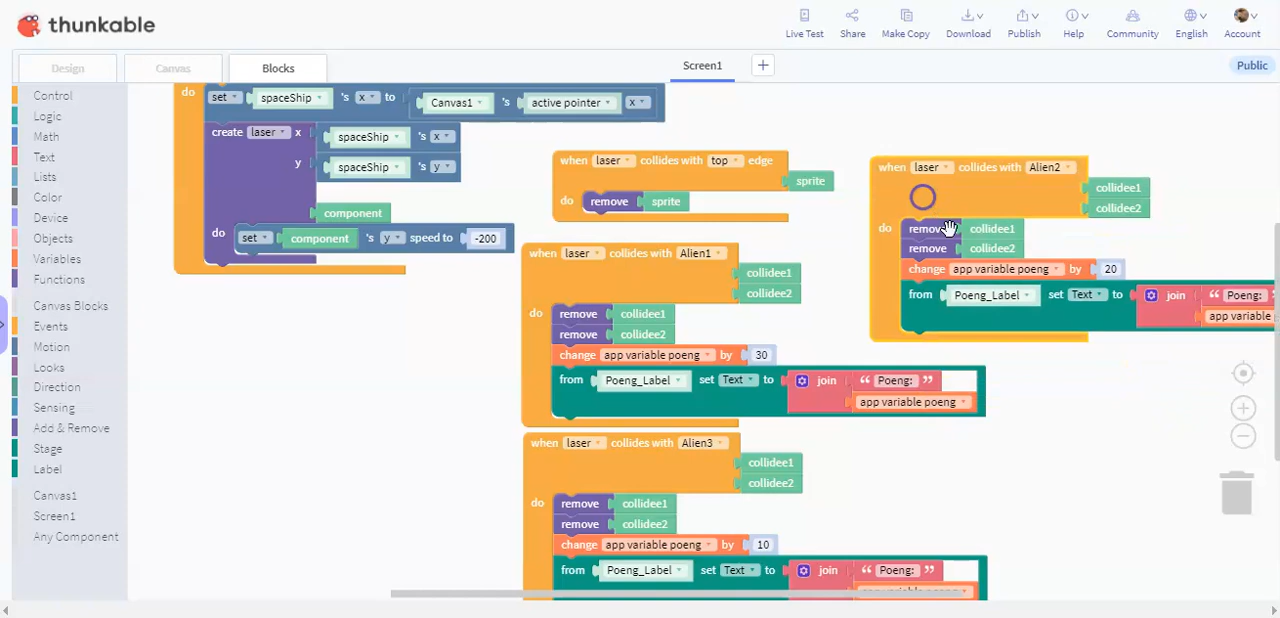 thunkable
Live Test
Share
Make Copy
Download
Publish
Help
Community
English
Account
Design
Canvas
Blocks
Screen1
Public
Control
Logic
Math
Text
Lists
Color
Device
Objects
Variables
Functions
Canvas Blocks
Events
Motion
Looks
Direction
Sensing
Add & Remove
Stage
Label
Canvas1
Screen1
Any Component
do set spaceShip 's x to Canvas1 's active pointer x
create laser x spaceShip 's x
y spaceShip 's y
component
do set component 's y speed to -200
when laser collides with top edge
sprite
do remove sprite
when laser collides with Alien1
collidee1
collidee2
do remove collidee1
remove collidee2
change app variable poeng by 30
from Poeng_Label set Text to join “ Poeng: ”
app variable poeng
when laser collides with Alien3
collidee1
collidee2
do remove collidee1
remove collidee2
change app variable poeng by 10
from Poeng_Label set Text to join “ Poeng: ”
when laser collides with Alien2
collidee1
collidee2
do remove collidee1
remove collidee2
change app variable poeng by 20
from Poeng_Label set Text to join “ Poeng:
app variable